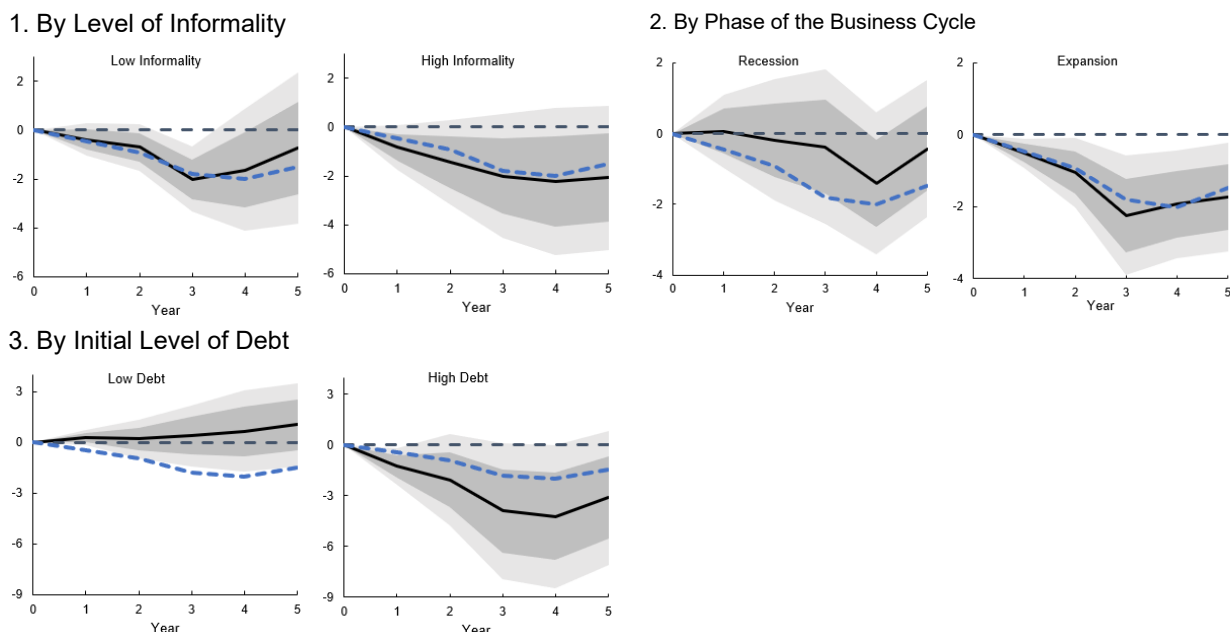 1. By Level of Informality
2. By Phase of the Business Cycle
Low Informality
High Informality
Recession
Expansion
2
0
-2
-4
-6
0 1 2 3 4 5
Year
2
0
-2
-4
-6
0 1 2 3 4 5
Year
2
0
-2
-4
0 1 2 3 4 5
Year
2
0
-2
-4
0 1 2 3 4 5
Year
3. By Initial Level of Debt
Low Debt
High Debt
3
0
-3
-6
-9
0 1 2 3 4 5
Year
3
0
-3
-6
-9
0 1 2 3 4 5
Year